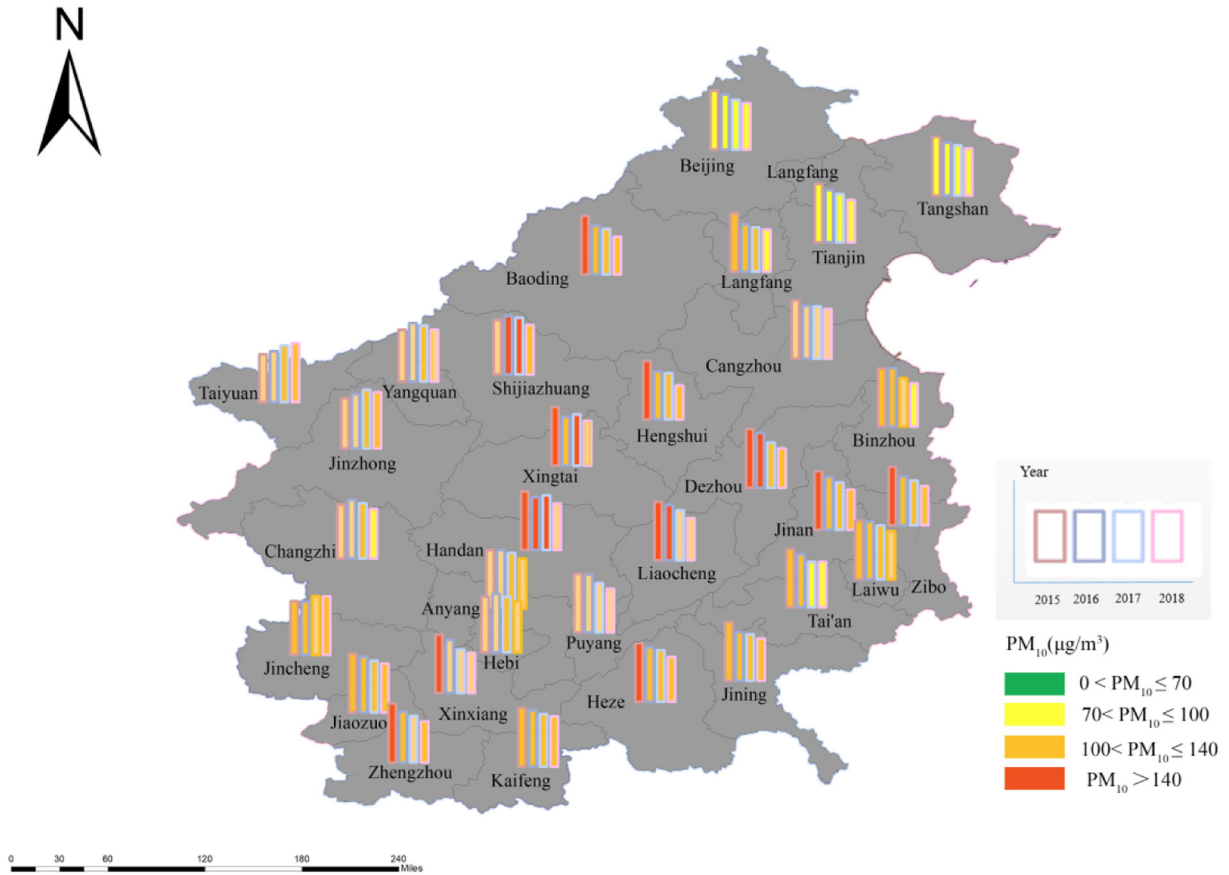 N
Beijing
Langfang
Tangshan
Tianjin
Baoding
Langfang
Cangzhou
Taiyuan
Yangquan
Shijiazhuang
Hengshui
Binzhou
Jinzhong
Xingtai
Dezhou
Jinan
Changzhi
Handan
Liaocheng
Laiwu
Zibo
Anyang
Tai'an
Puyang
Hebi
Jincheng
Jining
Heze
Jiaozuo
Xinxiang
Zhengzhou
Kaifeng
Year
2015 2016 2017 2018
PM₁₀(μg/m³)
0 < PM₁₀ ≤ 70
70< PM₁₀ ≤ 100
100< PM₁₀ ≤ 140
PM₁₀ >140
0 30 60 120 180 240
Miles